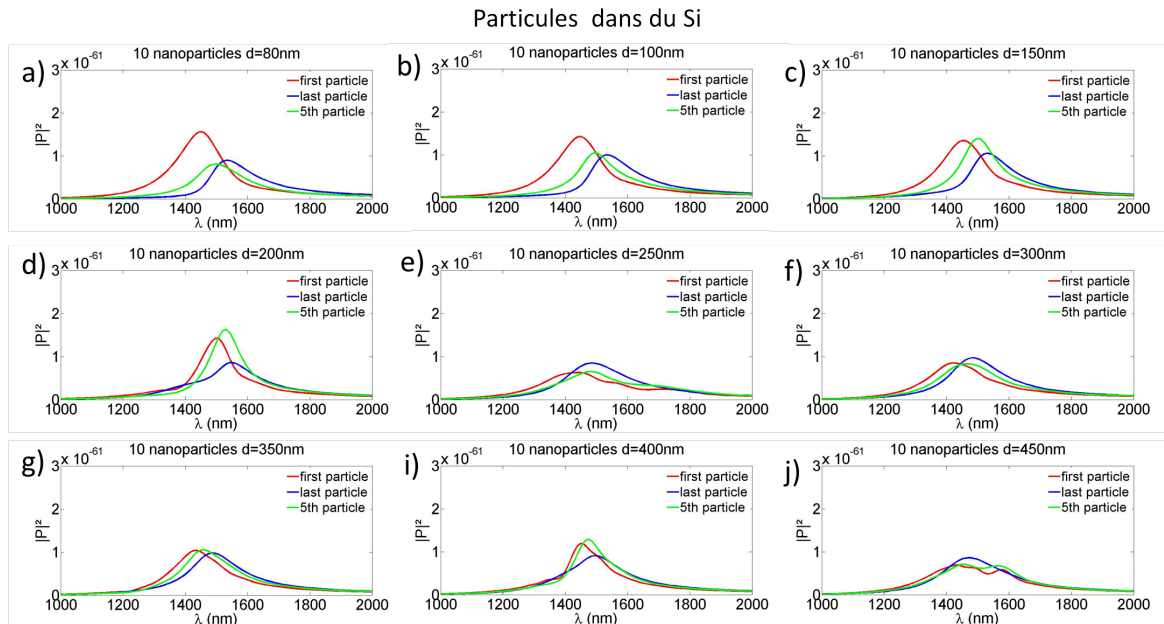 Particules dans du Si
a)
10 nanoparticles d=80nm
3 x 10 -61
first particle
last particle
5th particle
2
1
0
|P|²
1000 1200 1400 1600 1800 2000
λ (nm)
b)
10 nanoparticles d=100nm
3 x 10 -61
first particle
last particle
5th particle
2
1
0
|P|²
1000 1200 1400 1600 1800 2000
λ (nm)
c)
10 nanoparticles d=150nm
3 x 10 -61
first particle
last particle
5th particle
2
1
0
|P|²
1000 1200 1400 1600 1800 2000
λ (nm)
d)
10 nanoparticles d=200nm
3 x 10 -61
first particle
last particle
5th particle
2
1
0
|P|²
1000 1200 1400 1600 1800 2000
λ (nm)
e)
10 nanoparticles d=250nm
3 x 10 -61
first particle
last particle
5th particle
2
1
0
|P|²
1000 1200 1400 1600 1800 2000
λ (nm)
f)
10 nanoparticles d=300nm
3 x 10 -61
first particle
last particle
5th particle
2
1
0
|P|²
1000 1200 1400 1600 1800 2000
λ (nm)
g)
10 nanoparticles d=350nm
3 x 10 -61
first particle
last particle
5th particle
2
1
0
|P|²
1000 1200 1400 1600 1800 2000
λ (nm)
i)
10 nanoparticles d=400nm
3 x 10 -61
first particle
last particle
5th particle
2
1
0
|P|²
1000 1200 1400 1600 1800 2000
λ (nm)
j)
10 nanoparticles d=450nm
3 x 10 -61
first particle
last particle
5th particle
2
1
0
|P|²
1000 1200 1400 1600 1800 2000
λ (nm)